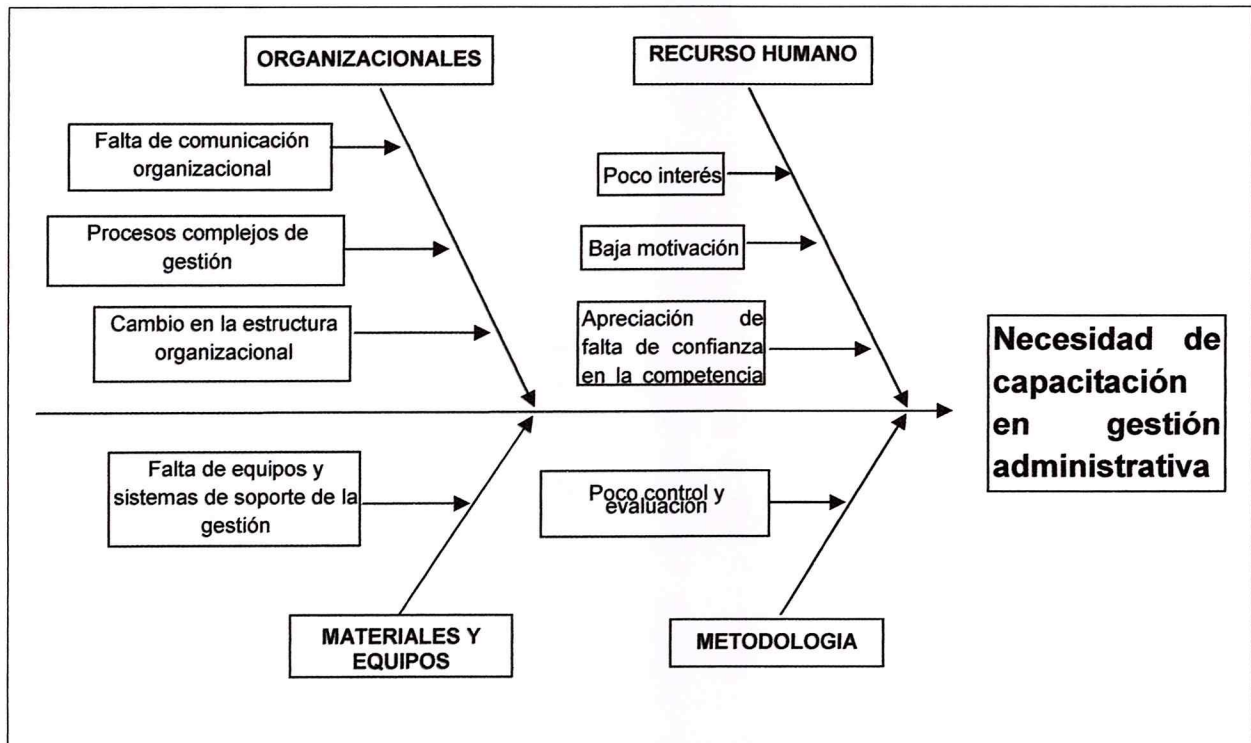 ORGANIZACIONALES
Falta de comunicación
organizacional
Procesos complejos de
gestión
Cambio en la estructura
organizacional
RECURSO HUMANO
Poco interés
Baja motivación
Apreciación de
falta de confianza
en la competencia
Falta de equipos y
sistemas de soporte de la
gestión
MATERIALES Y
EQUIPOS
Poco control y
evaluación
METODOLOGIA
Necesidad de
capacitación
en gestión
administrativa